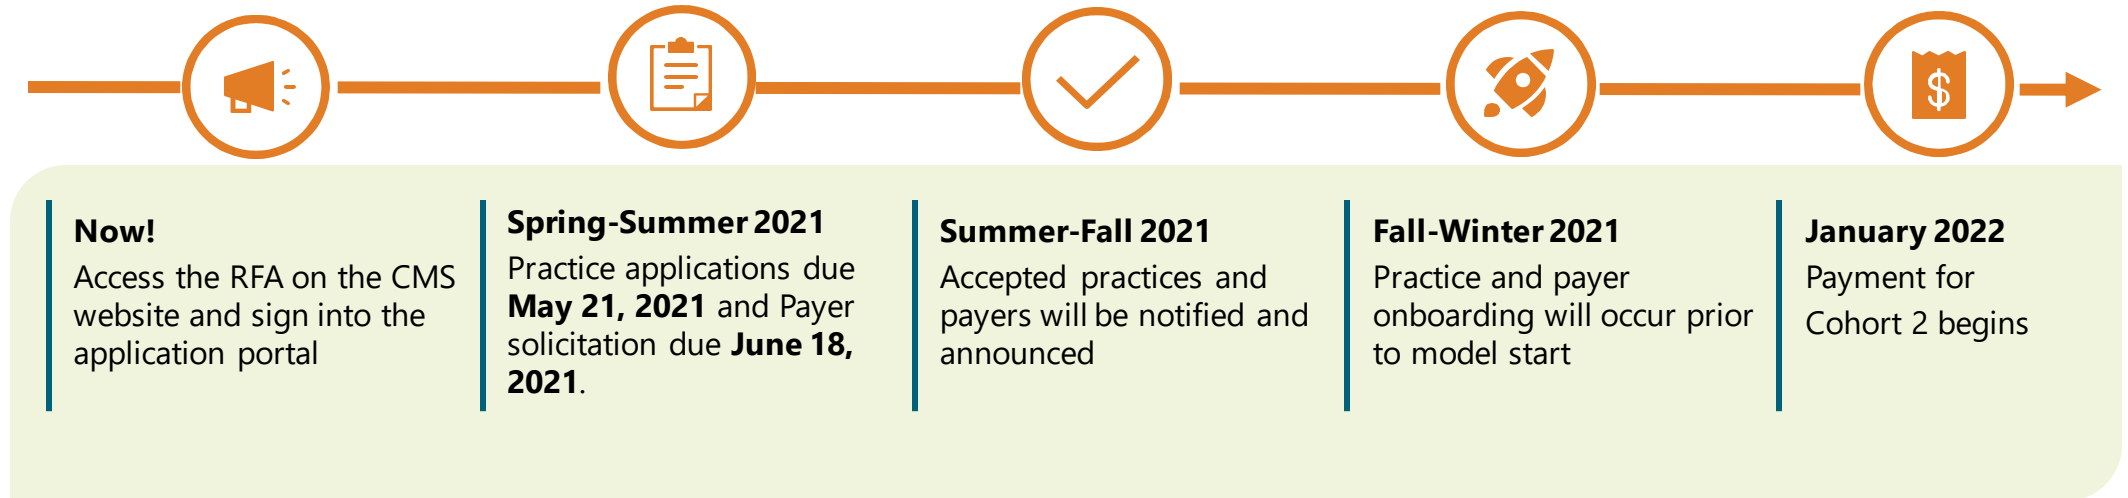 Now!
Access the RFA on the CMS
website and sign into the
application portal
Spring-Summer 2021
Practice applications due
May 21, 2021 and Payer
solicitation due June 18,
2021.
Summer-Fall 2021
Accepted practices and
payers will be notified and
announced
Fall-Winter 2021
Practice and payer
onboarding will occur prior
to model start
January 2022
Payment for
Cohort 2 begins
$